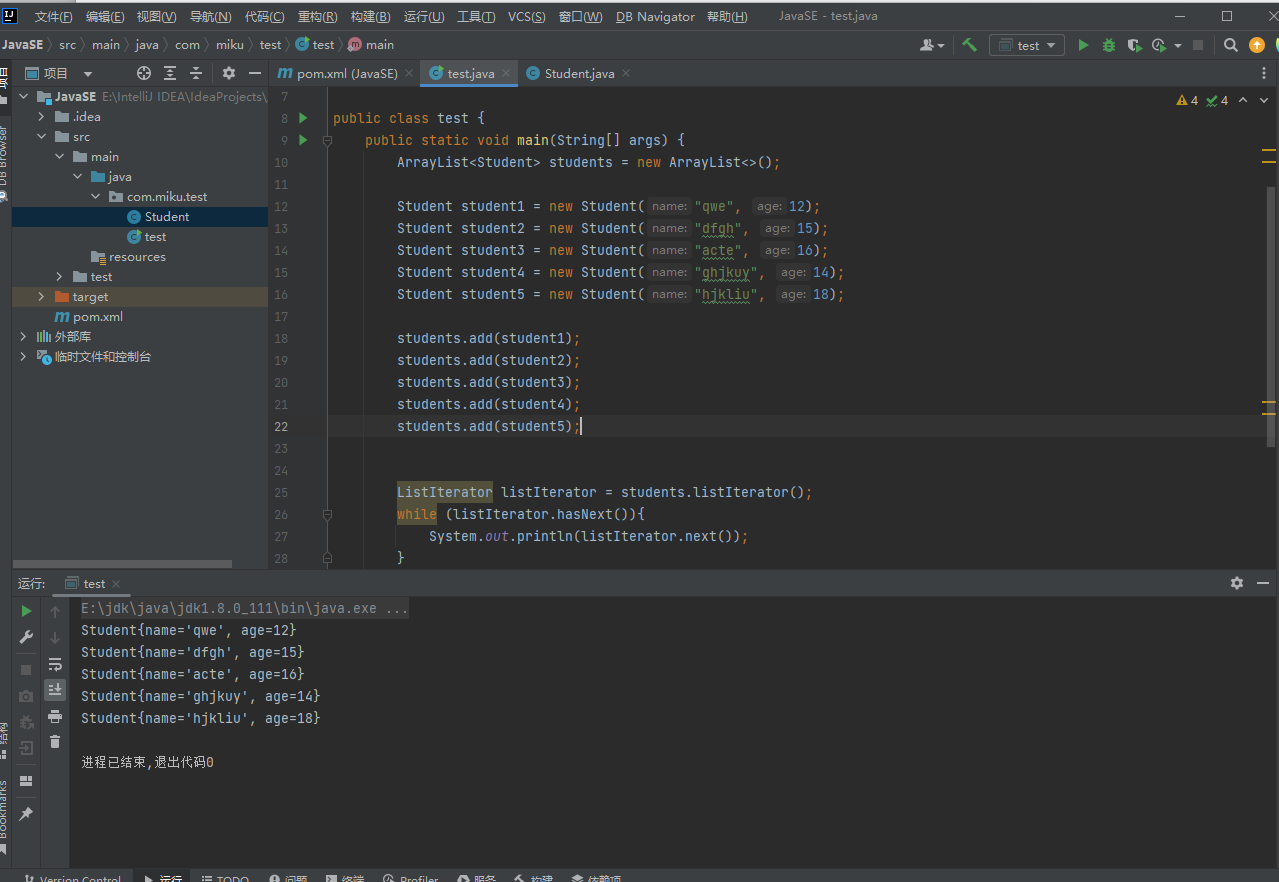 文件(F) 编辑(E) 视图(V) 导航(N) 代码(C) 重构(R) 构建(B) 运行(U) 工具(T) VCS(S) 窗口(W) DB Navigator 帮助(H) JavaSE - test.java
JavaSE src main java com miku test test main
test
项目
pom.xml (JavaSE) test.java Student.java
JavaSE E:\IntelliJ IDEA\IdeaProjects\
.idea
src
main
java
com.miku.test
Student
test
resources
test
target
pom.xml
外部库
临时文件和控制台
项目
DB Browser
4 4
7
8 public class test {
9 public static void main(String[] args) {
10 ArrayList<Student> students = new ArrayList<>();
11
12 Student student1 = new Student( name: "qwe", age: 12);
13 Student student2 = new Student( name: "dfgh", age: 15);
14 Student student3 = new Student( name: "acte", age: 16);
15 Student student4 = new Student( name: "ghjkuy", age: 14);
16 Student student5 = new Student( name: "hjkliu", age: 18);
17
18 students.add(student1);
19 students.add(student2);
20 students.add(student3);
21 students.add(student4);
22 students.add(student5);
23
24
25 ListIterator listIterator = students.listIterator();
26 while (listIterator.hasNext()){
27 System.out.println(listIterator.next());
28 }
运行: test
E:\jdk\java\jdk1.8.0_111\bin\java.exe ...
Student{name='qwe', age=12}
Student{name='dfgh', age=15}
Student{name='acte', age=16}
Student{name='ghjkuy', age=14}
Student{name='hjkliu', age=18}
进程已结束,退出代码0
结构
Bookmarks
Version Control 运行 TODO 问题 终端 Profiler 服务 构建 依赖项